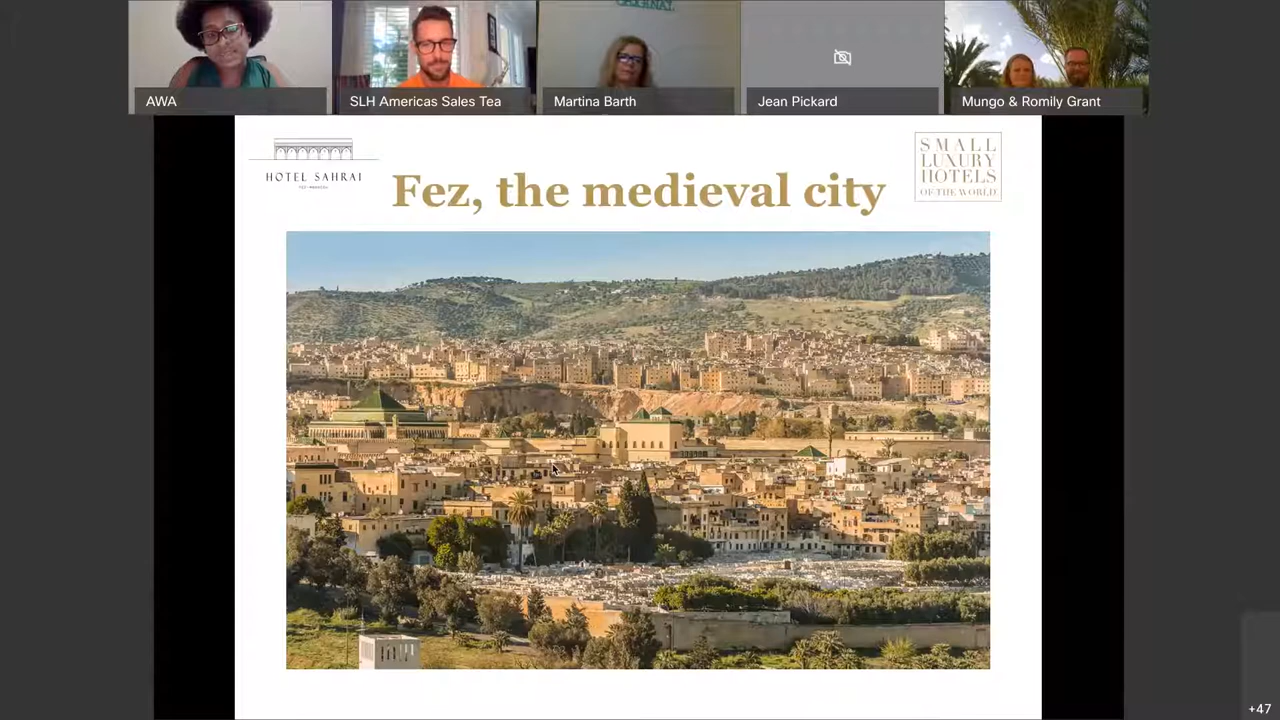 ORIGINAL
AWA
SLH Americas Sales Tea
Martina Barth
Jean Pickard
Mungo & Romily Grant
HOTEL SAHRAI
Fez, the medieval city
SMALL
LUXURY
HOTELS
OF THE WORLD
+47